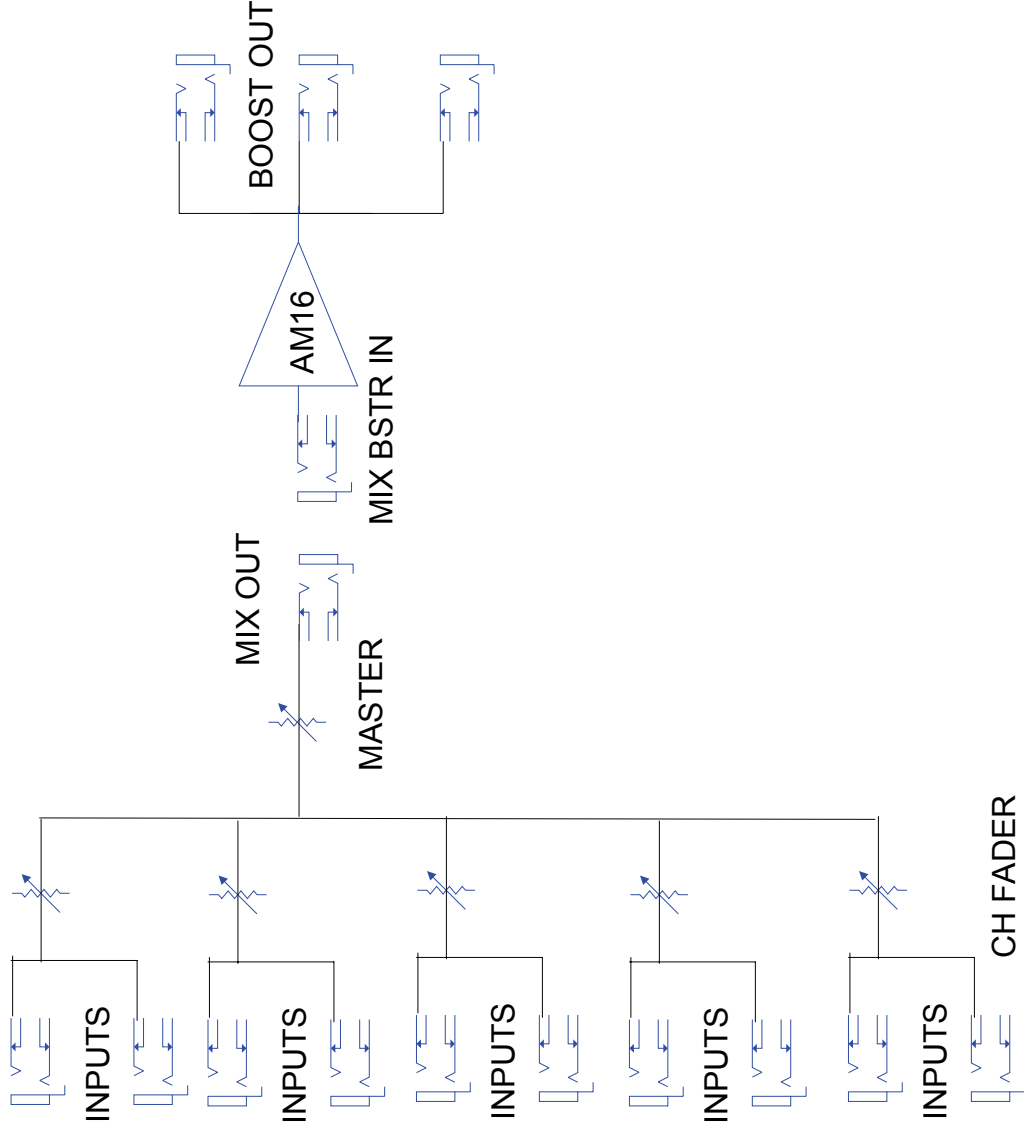 INPUTS
INPUTS
INPUTS
INPUTS
INPUTS
CH FADER
MASTER
MIX OUT
MIX BSTR IN
AM16
BOOST OUT